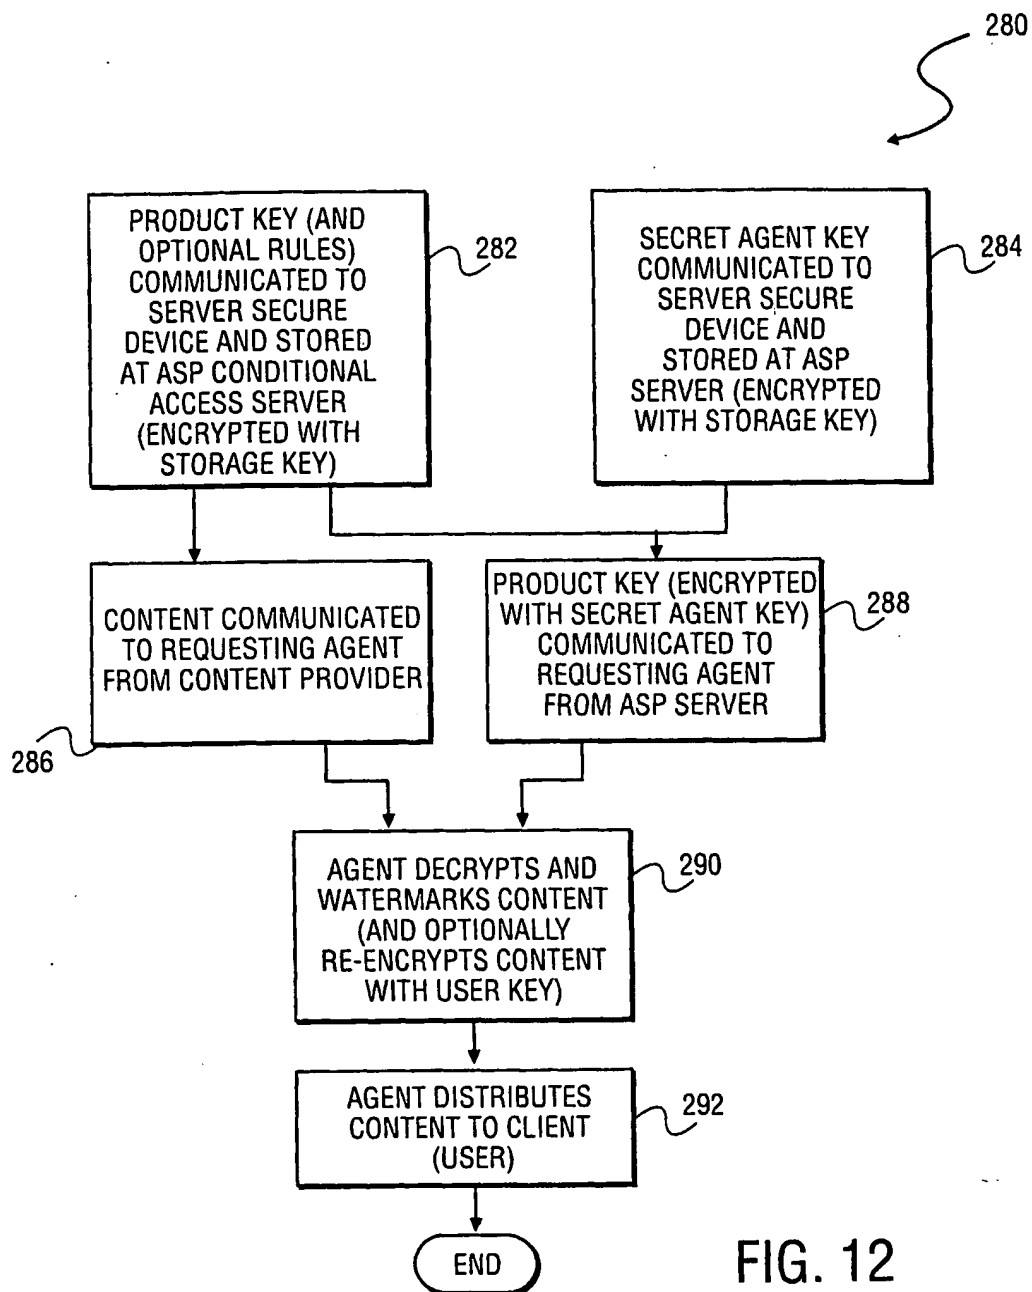 280
PRODUCT KEY (AND
OPTIONAL RULES)
COMMUNICATED TO
SERVER SECURE
DEVICE AND STORED
AT ASP CONDITIONAL
ACCESS SERVER
(ENCRYPTED WITH
STORAGE KEY)
282
SECRET AGENT KEY
COMMUNICATED TO
SERVER SECURE
DEVICE AND
STORED AT ASP
SERVER (ENCRYPTED
WITH STORAGE KEY)
284
CONTENT COMMUNICATED
TO REQUESTING AGENT
FROM CONTENT PROVIDER
286
PRODUCT KEY (ENCRYPTED
WITH SECRET AGENT KEY)
COMMUNICATED TO
REQUESTING AGENT
FROM ASP SERVER
288
AGENT DECRYPTS AND
WATERMARKS CONTENT
(AND OPTIONALLY
RE-ENCRYPTS CONTENT
WITH USER KEY)
290
AGENT DISTRIBUTES
CONTENT TO CLIENT
(USER)
292
END
FIG. 12